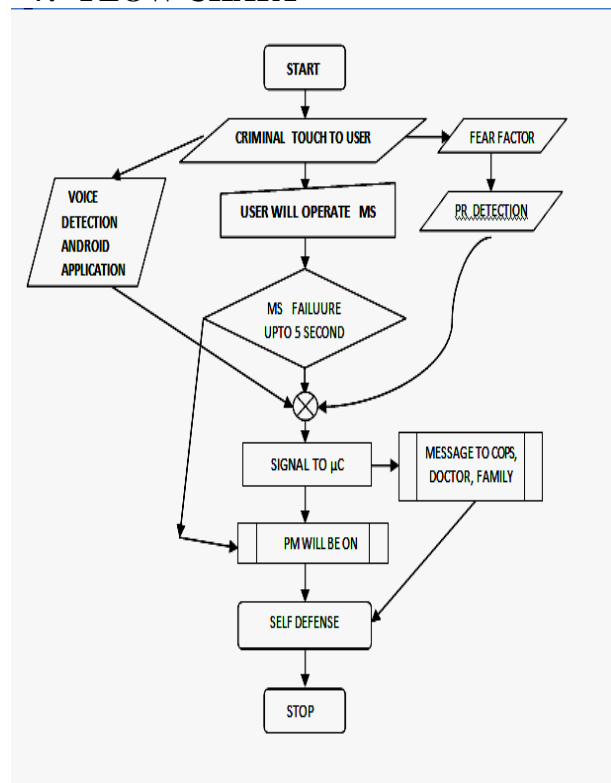 START
CRIMINAL TOUCH TO USER
FEAR FACTOR
VOICE
DETECTION
ANDROID
APPLICATION
USER WILL OPERATE MS
PR DETECTION
MS FAILUURE
UPTO 5 SECOND
SIGNAL TO µC
MESSAGE TO COPS,
DOCTOR, FAMILY
PM WILL BE ON
SELF DEFENSE
STOP